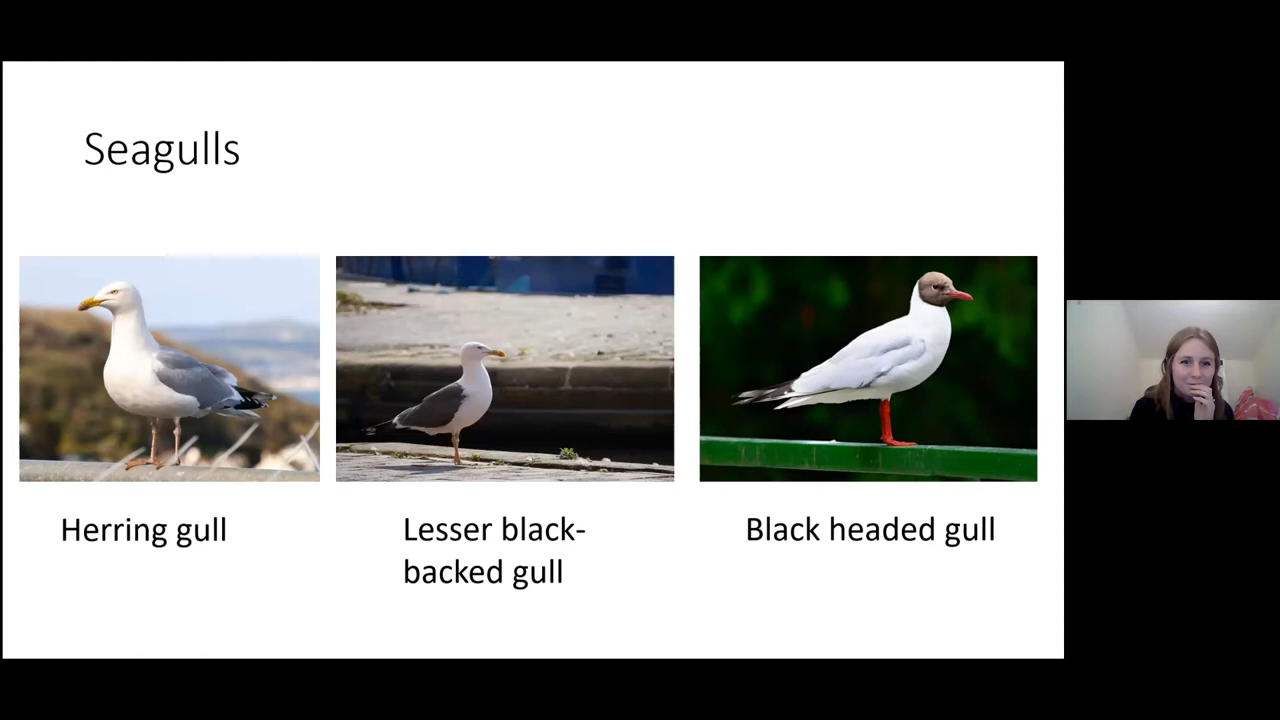 Seagulls
Herring gull
Lesser black-
backed gull
Black headed gull